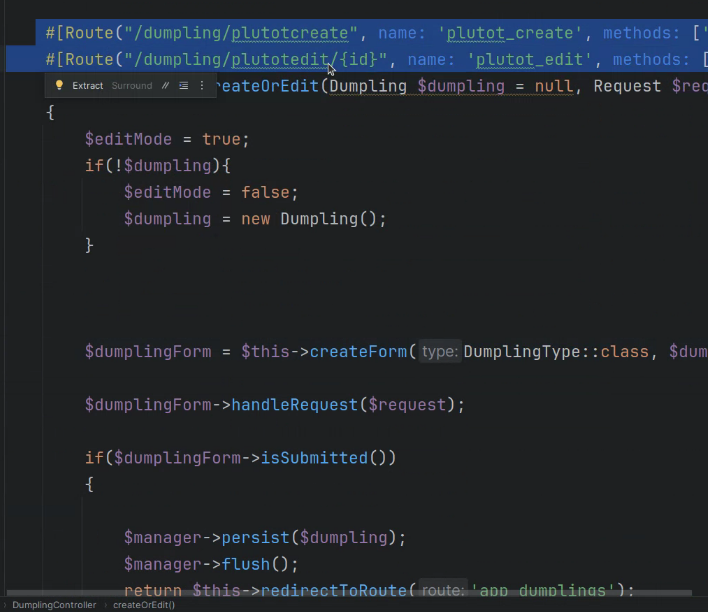 #[Route("/dumpling/plutotcreate", name: 'plutot_create', methods: ['
#[Route("/dumpling/plutotedit/{id}", name: 'plutot_edit', methods: [
Extract Surround //
reateOrEdit(Dumpling $dumpling = null, Request $req
{
$editMode = true;
if(!$dumpling){
$editMode = false;
$dumpling = new Dumpling();
}
$dumplingForm = $this->createForm( type: DumplingType::class, $dum
$dumplingForm->handleRequest($request);
if($dumplingForm->isSubmitted())
{
$manager->persist($dumpling);
$manager->flush();
return $this->redirectToRoute( route: 'app_dumplings');
DumplingController › createOrEdit()